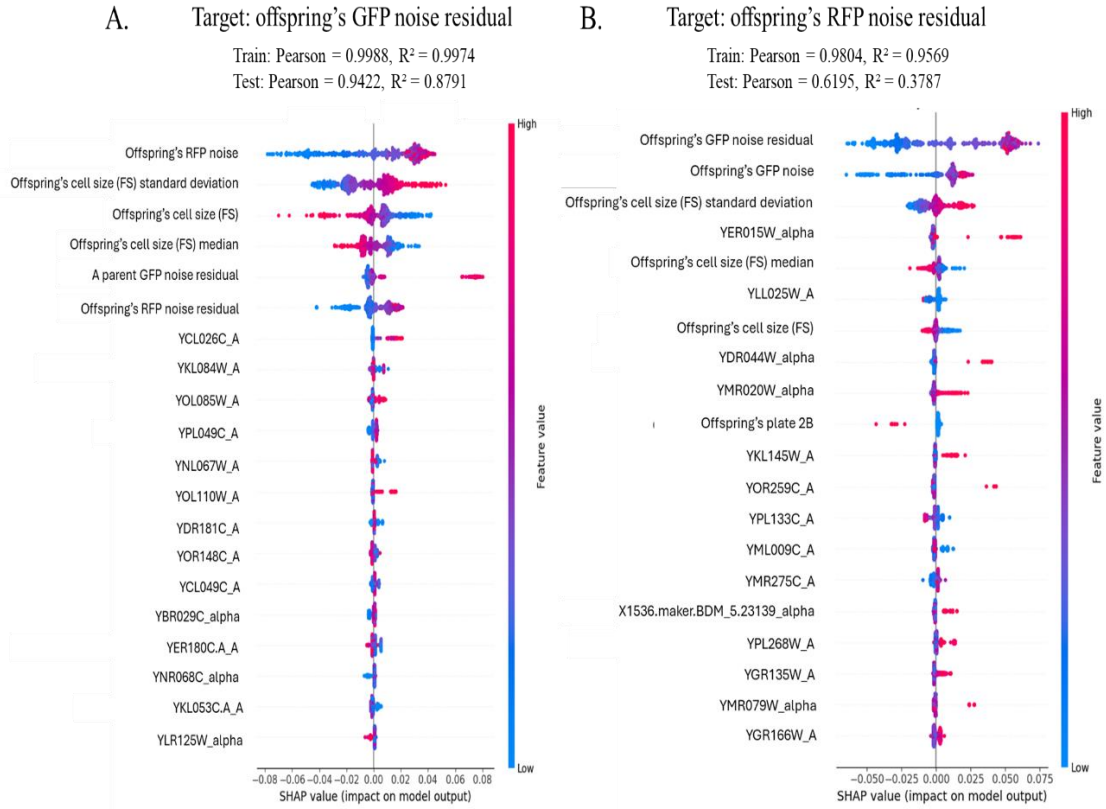 A.
Target: offspring's GFP noise residual
Train: Pearson = 0.9988, R² = 0.9974
Test: Pearson = 0.9422, R² = 0.8791
High
Offspring's RFP noise
Offspring's cell size (FS) standard deviation
Offspring's cell size (FS)
Offspring's cell size (FS) median
A parent GFP noise residual
Offspring's RFP noise residual
YCL026C_A
YKL084W_A
YOL085W_A
YPL049C_A
YNL067W_A
YOL110W_A
YDR181C_A
YOR148C_A
YCL049C_A
YBR029C_alpha
YER180C.A_A
YNR068C_alpha
YKL053C.A_A
YLR125W_alpha
Feature value
Low
−0.08 −0.06 −0.04 −0.02 0.00 0.02 0.04 0.06 0.08
SHAP value (impact on model output)
B.
Target: offspring's RFP noise residual
Train: Pearson = 0.9804, R² = 0.9569
Test: Pearson = 0.6195, R² = 0.3787
High
Offspring's GFP noise residual
Offspring's GFP noise
Offspring's cell size (FS) standard deviation
YER015W_alpha
Offspring's cell size (FS) median
YLL025W_A
Offspring's cell size (FS)
YDR044W_alpha
YMR020W_alpha
Offspring's plate 2B
YKL145W_A
YOR259C_A
YPL133C_A
YML009C_A
YMR275C_A
X1536.maker.BDM_5.23139_alpha
YPL268W_A
YGR135W_A
YMR079W_alpha
YGR166W_A
Feature value
Low
−0.050 −0.025 0.000 0.025 0.050 0.075
SHAP value (impact on model output)